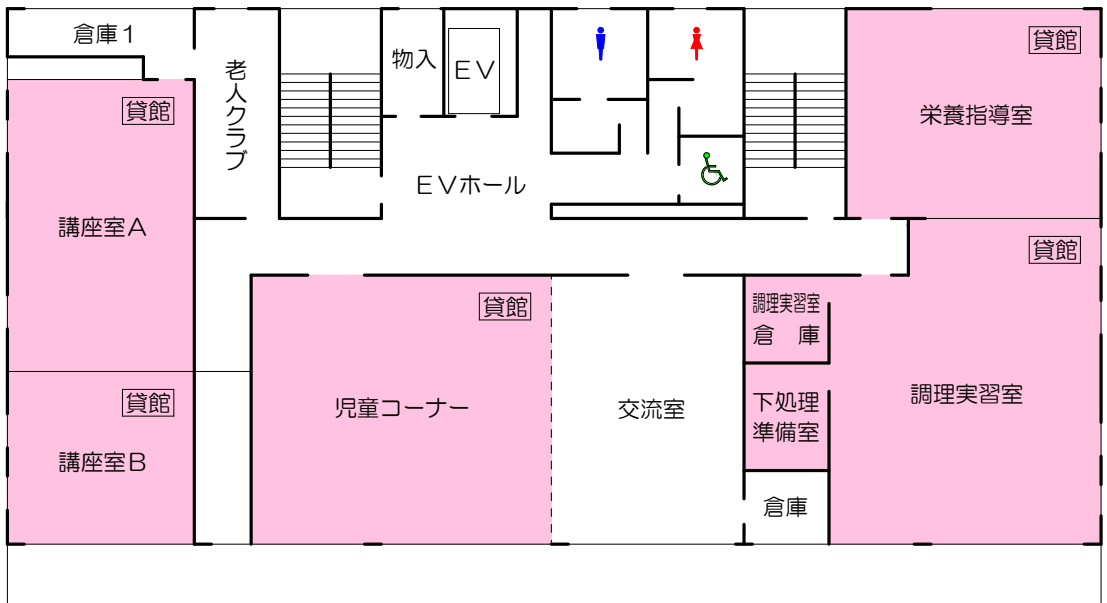 倉庫1
老人クラブ
物入
EV
貸館
栄養指導室
貸館
講座室A
EVホール
貸館
貸館
調理実習室
倉 庫
貸館
講座室B
児童コーナー
交流室
下処理
準備室
調理実習室
倉庫